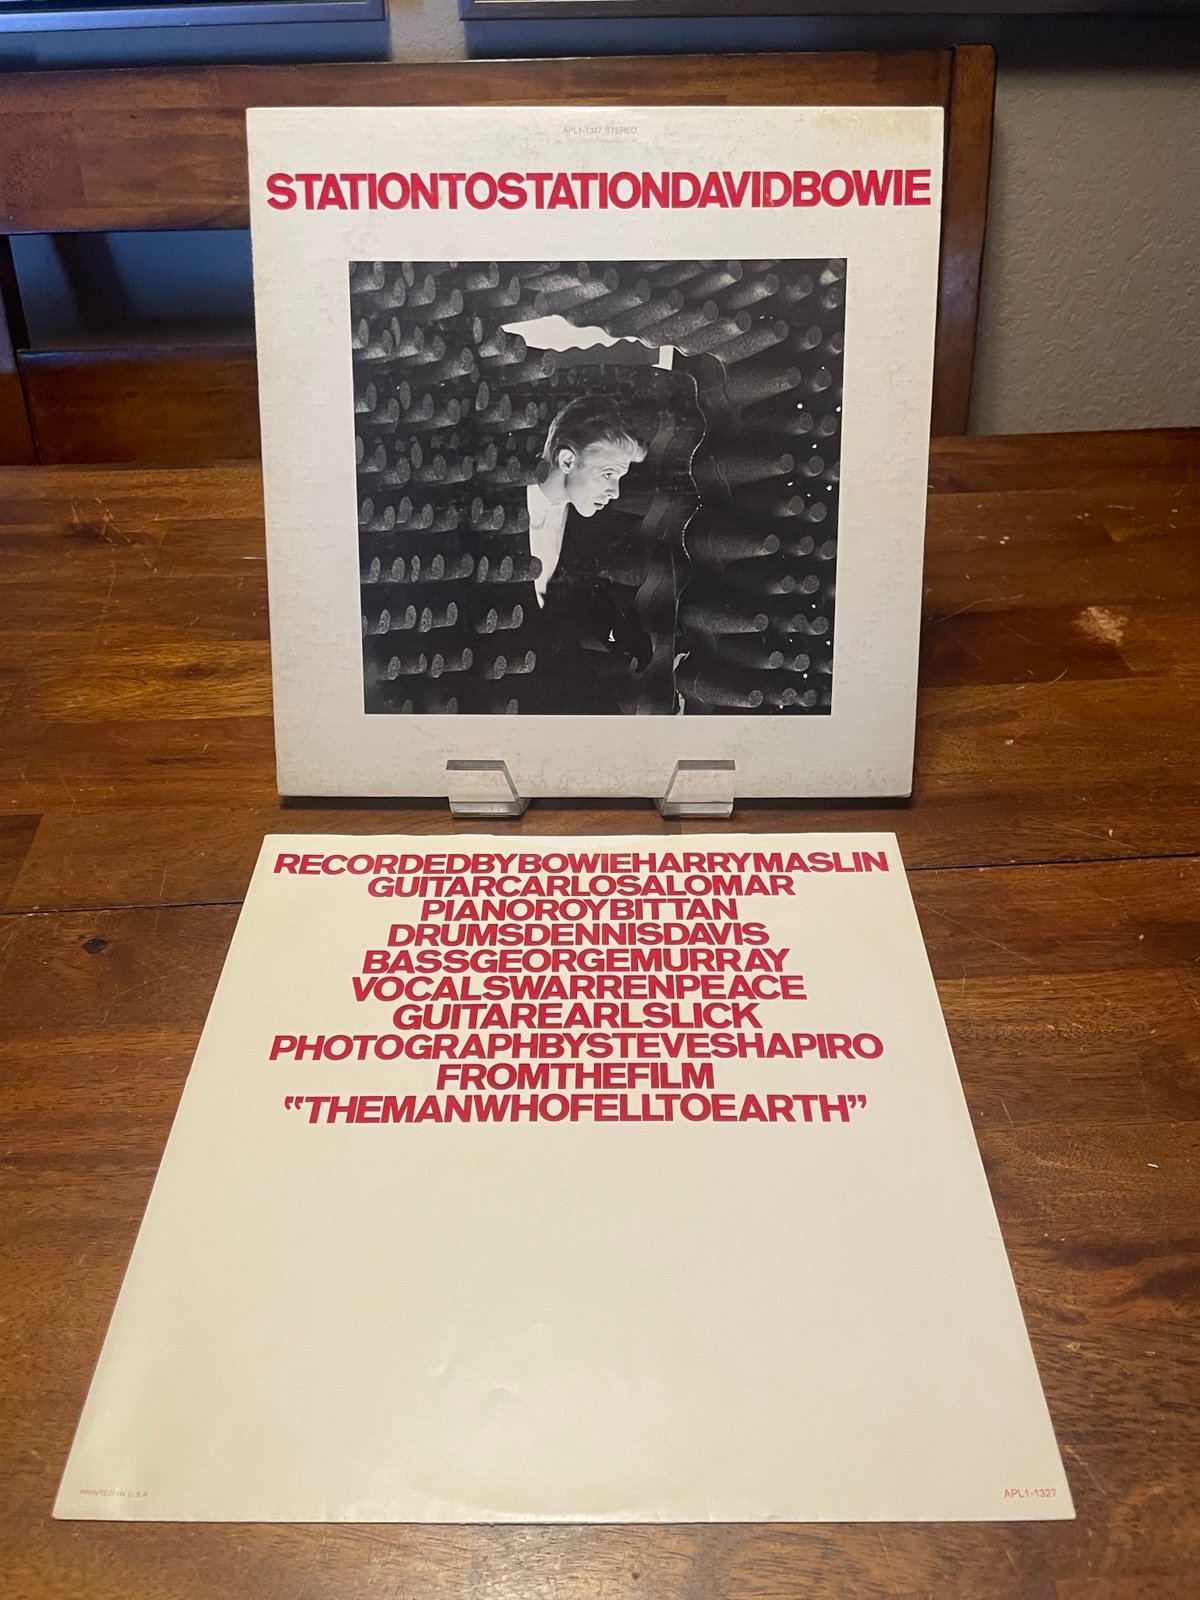 APL1-1327 STEREO
STATIONTOSTATIONDAVIDBOWIE
RECORDEDBYBOWIEHARRYMASLIN
GUITARCARLOSALOMAR
PIANOROYBITTAN
DRUMSDENNISDAVIS
BASSGEORGEMURRAY
VOCALSWARRENPEACE
GUITAREARLSLICK
PHOTOGRAPHBYSTEVESHAPIRO
FROMTHEFILM
“THEMANWHOFELLTOEARTH”
PRINTED IN U.S.A.
APL1-1327